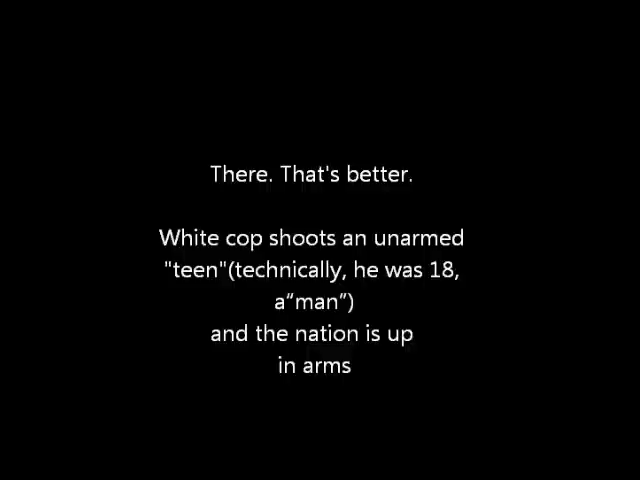 There. That's better.
White cop shoots an unarmed
"teen"(technically, he was 18,
a“man”)
and the nation is up
in arms